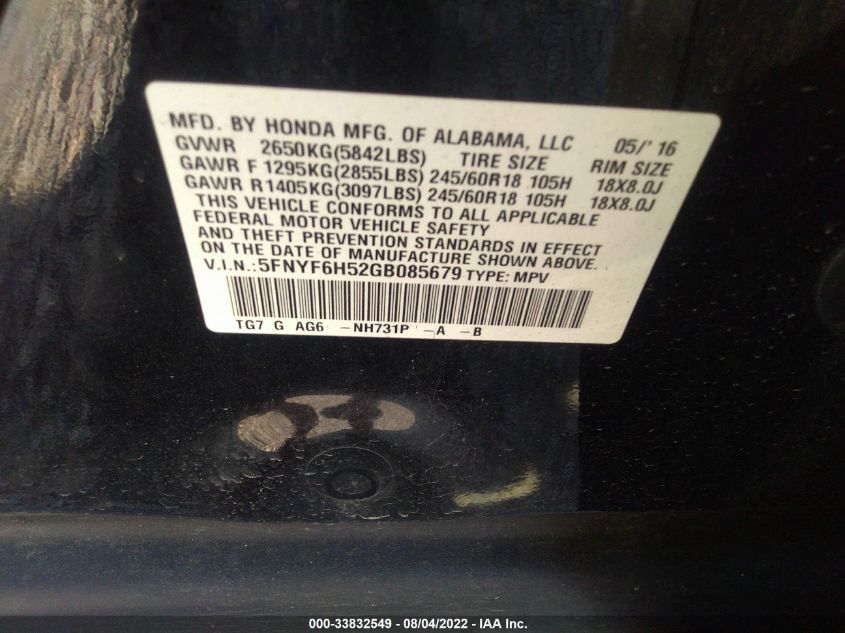 MFD. BY HONDA MFG. OF ALABAMA, LLC 05/'16
GVWR 2650KG(5842LBS) TIRE SIZE RIM SIZE
GAWR F 1295KG(2855LBS) 245/60R18 105H 18X8.0J
GAWR R1405KG(3097LBS) 245/60R18 105H 18X8.0J
THIS VEHICLE CONFORMS TO ALL APPLICABLE
FEDERAL MOTOR VEHICLE SAFETY
AND THEFT PREVENTION STANDARDS IN EFFECT
ON THE DATE OF MANUFACTURE SHOWN ABOVE.
V.I.N.:5FNYF6H52GB085679 TYPE: MPV
TG7 G AG6 -NH731P -A -B
000-33832549 - 08/04/2022 - IAA Inc.